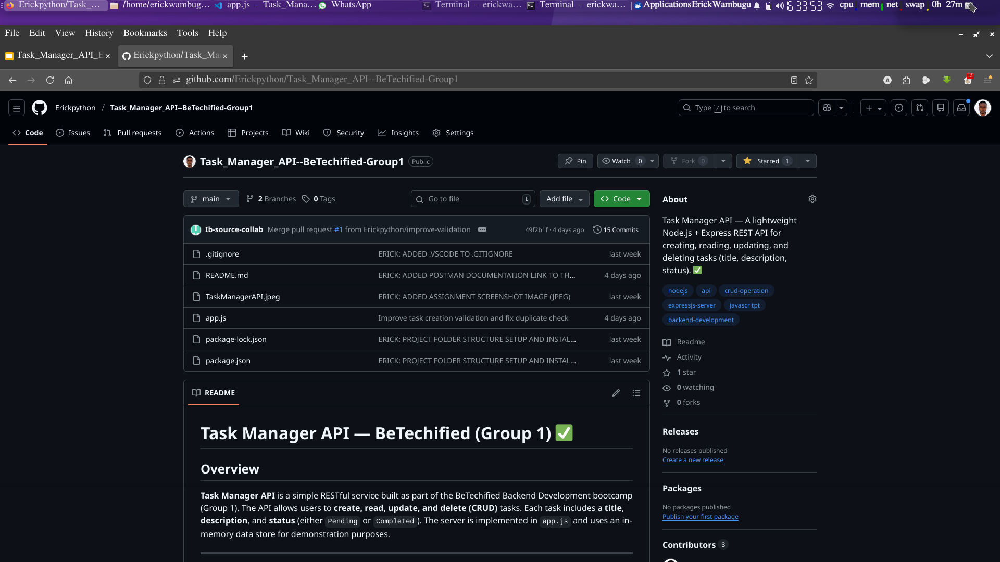 Erickpython/Task_... /home/erickwambug... app.js - Task_Mana... WhatsApp Terminal - erickwa... Terminal - erickwa... ApplicationsErickWambugu 6 33 53 cpu mem net swap 0h 27m
File Edit View History Bookmarks Tools Help
Task_Manager_API_E Erickpython/Task_Ma
github.com/Erickpython/Task_Manager_API--BeTechified-Group1
15
Erickpython / Task_Manager_API--BeTechified-Group1 Type / to search
Code Issues Pull requests Actions Projects Wiki Security Insights Settings
Task_Manager_API--BeTechified-Group1 Public Pin Watch 0 Fork 0 Starred 1
main 2 Branches 0 Tags Go to file t Add file Code
Ib-source-collab Merge pull request #1 from Erickpython/improve-validation 49f2b1f · 4 days ago 15 Commits
.gitignore ERICK: ADDED .VSCODE TO .GITIGNORE last week
README.md ERICK: ADDED POSTMAN DOCUMENTATION LINK TO TH... 4 days ago
TaskManagerAPI.jpeg ERICK: ADDED ASSIGNMENT SCREENSHOT IMAGE (JPEG) last week
app.js Improve task creation validation and fix duplicate check 4 days ago
package-lock.json ERICK: PROJECT FOLDER STRUCTURE SETUP AND INSTAL... last week
package.json ERICK: PROJECT FOLDER STRUCTURE SETUP AND INSTAL... last week
README
Task Manager API — BeTechified (Group 1) ✅
Overview
Task Manager API is a simple RESTful service built as part of the BeTechified Backend Development bootcamp
(Group 1). The API allows users to create, read, update, and delete (CRUD) tasks. Each task includes a title,
description, and status (either Pending or Completed). The server is implemented in app.js and uses an in-
memory data store for demonstration purposes.
About
Task Manager API — A lightweight
Node.js + Express REST API for
creating, reading, updating, and
deleting tasks (title, description,
status). ✅
nodejs api crud-operation
expressjs-server javascritpt
backend-development
Readme
Activity
1 star
0 watching
0 forks
Releases
No releases published
Create a new release
Packages
No packages published
Publish your first package
Contributors 3